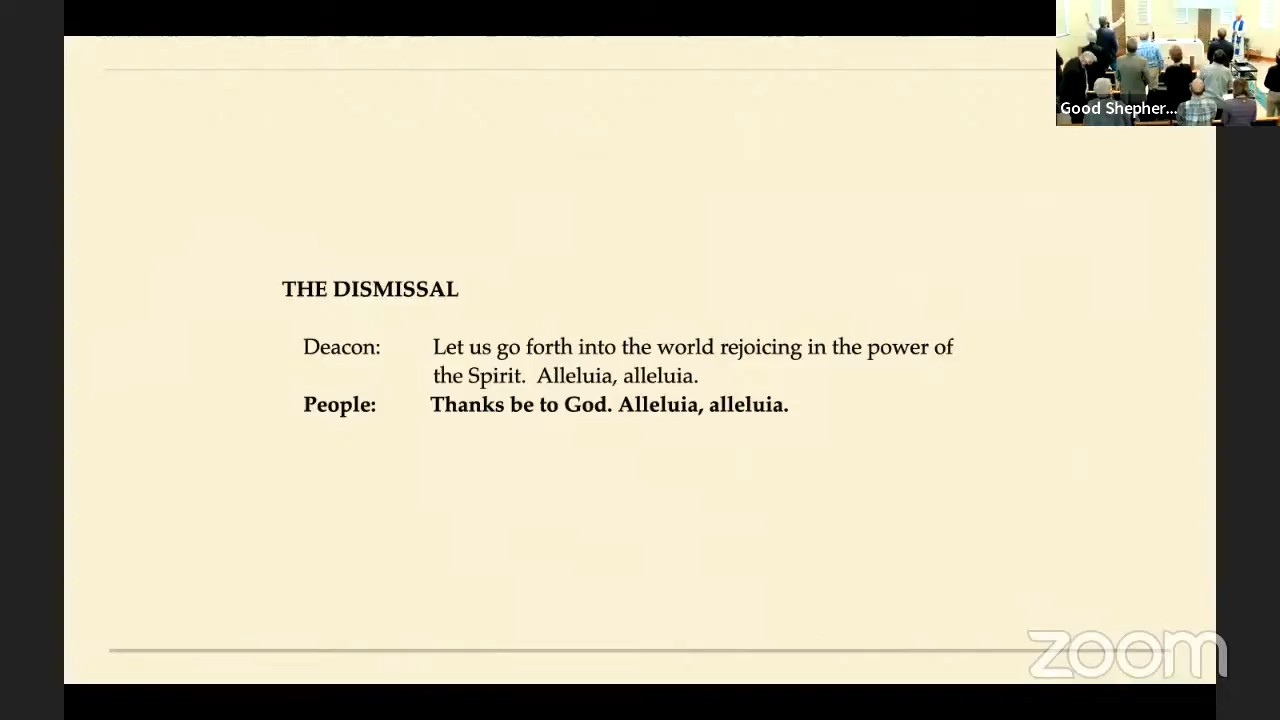 Good Shepher...
THE DISMISSAL
Deacon: Let us go forth into the world rejoicing in the power of
the Spirit. Alleluia, alleluia.
People: Thanks be to God. Alleluia, alleluia.
zoom